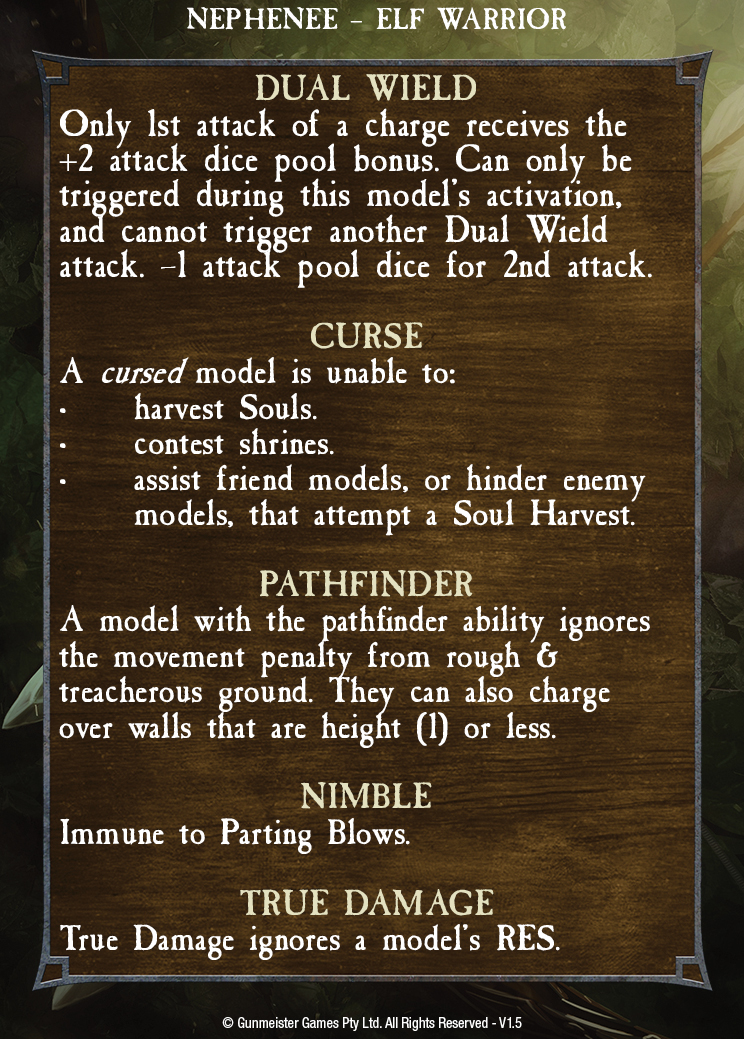 NEPHENEE – ELF WARRIOR
DUAL WIELD
Only 1st attack of a charge receives the
+2 attack dice pool bonus. Can only be
triggered during this model's activation,
and cannot trigger another Dual Wield
attack. –1 attack pool dice for 2nd attack.
CURSE
A cursed model is unable to:
• harvest Souls.
• contest shrines.
• assist friend models, or hinder enemy
models, that attempt a Soul Harvest.
PATHFINDER
A model with the pathfinder ability ignores
the movement penalty from rough &
treacherous ground. They can also charge
over walls that are height (1) or less.
NIMBLE
Immune to Parting Blows.
TRUE DAMAGE
True Damage ignores a model's RES.
© Gunmeister Games Pty Ltd. All Rights Reserved - V1.5